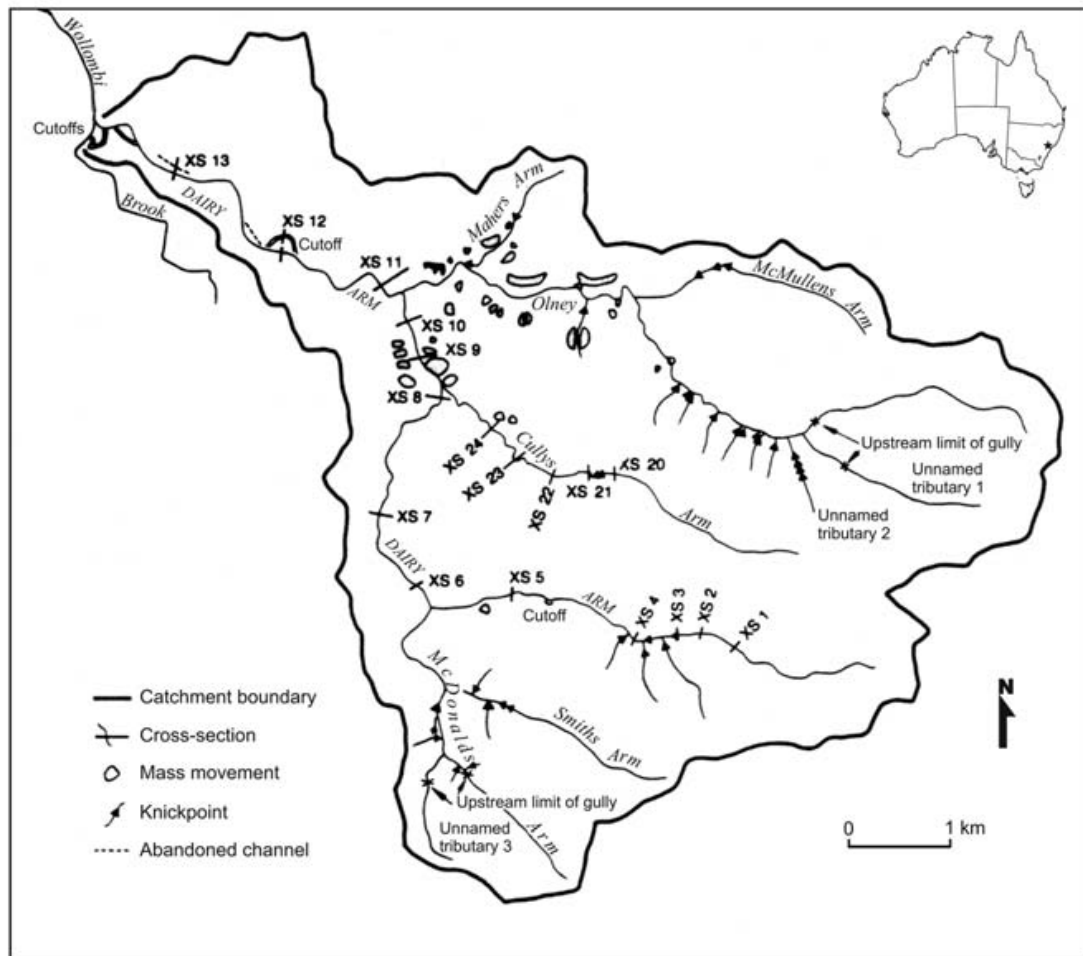 Wollombi
Cutoffs
XS 13
DAIRY
Brook
XS 12
Cutoff
XS 11
ARM
Mahers Arm
Olney
McMullens Arm
XS 10
XS 9
XS 8
XS 24
XS 23
Cullys
XS 22
XS 21
XS 20
Arm
Upstream limit of gully
Unnamed
tributary 1
Unnamed
tributary 2
XS 7
DAIRY
XS 6
XS 5
Cutoff
ARM
XS 4
XS 3
XS 2
XS 1
McDonalds
Arm
Smiths Arm
Upstream limit of gully
Unnamed
tributary 3
Catchment boundary
Cross-section
Mass movement
Knickpoint
Abandoned channel
N
0 1 km